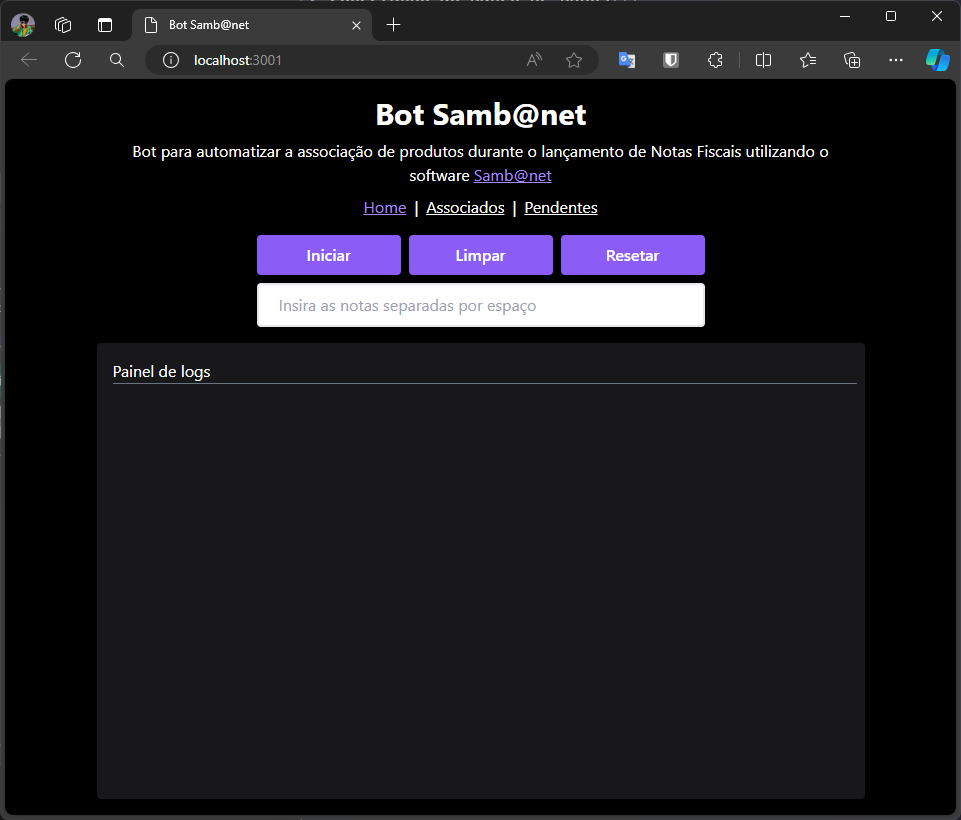 Bot Samb@net
localhost:3001
Bot Samb@net
Bot para automatizar a associação de produtos durante o lançamento de Notas Fiscais utilizando o
software Samb@net
Home | Associados | Pendentes
Iniciar Limpar Resetar
Insira as notas separadas por espaço
Painel de logs